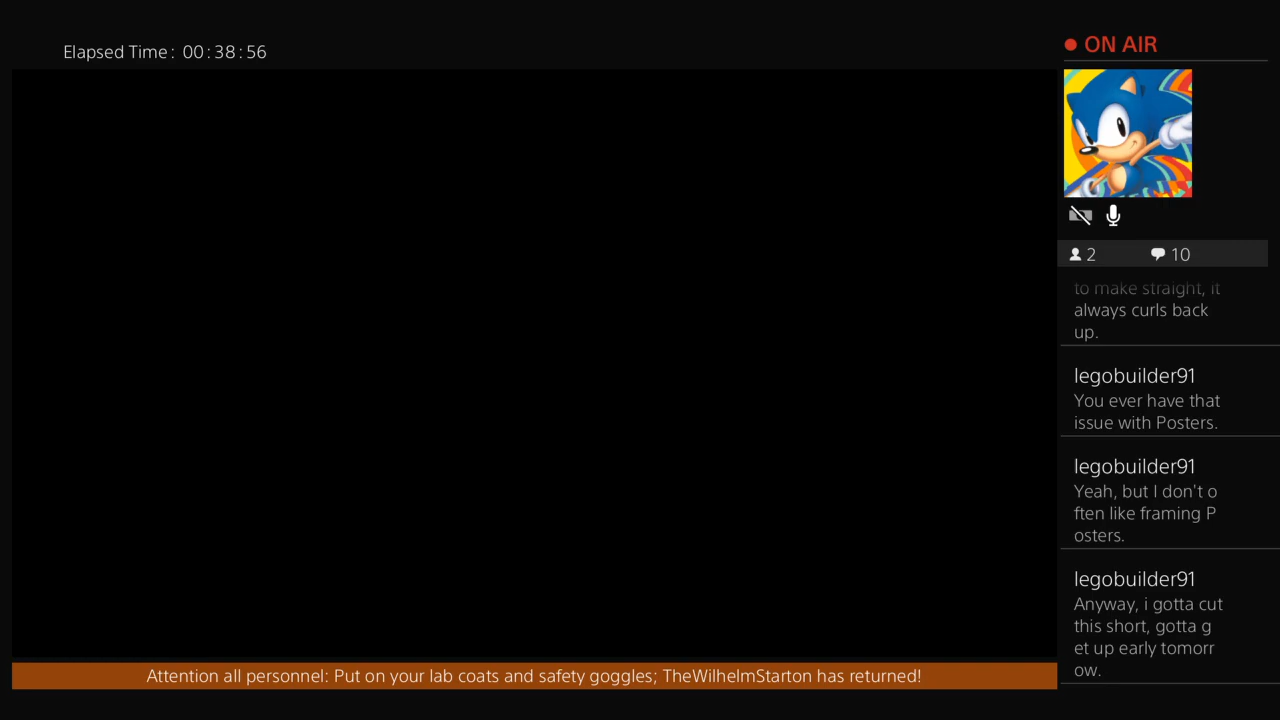 Elapsed Time: 00:38:56
ON AIR
2 10
to make straight, it
always curls back
up.
legobuilder91
You ever have that
issue with Posters.
legobuilder91
Yeah, but I don't o
ften like framing P
osters.
legobuilder91
Anyway, i gotta cut
this short, gotta g
et up early tomorr
ow.
Attention all personnel: Put on your lab coats and safety goggles; TheWilhelmStarton has returned!